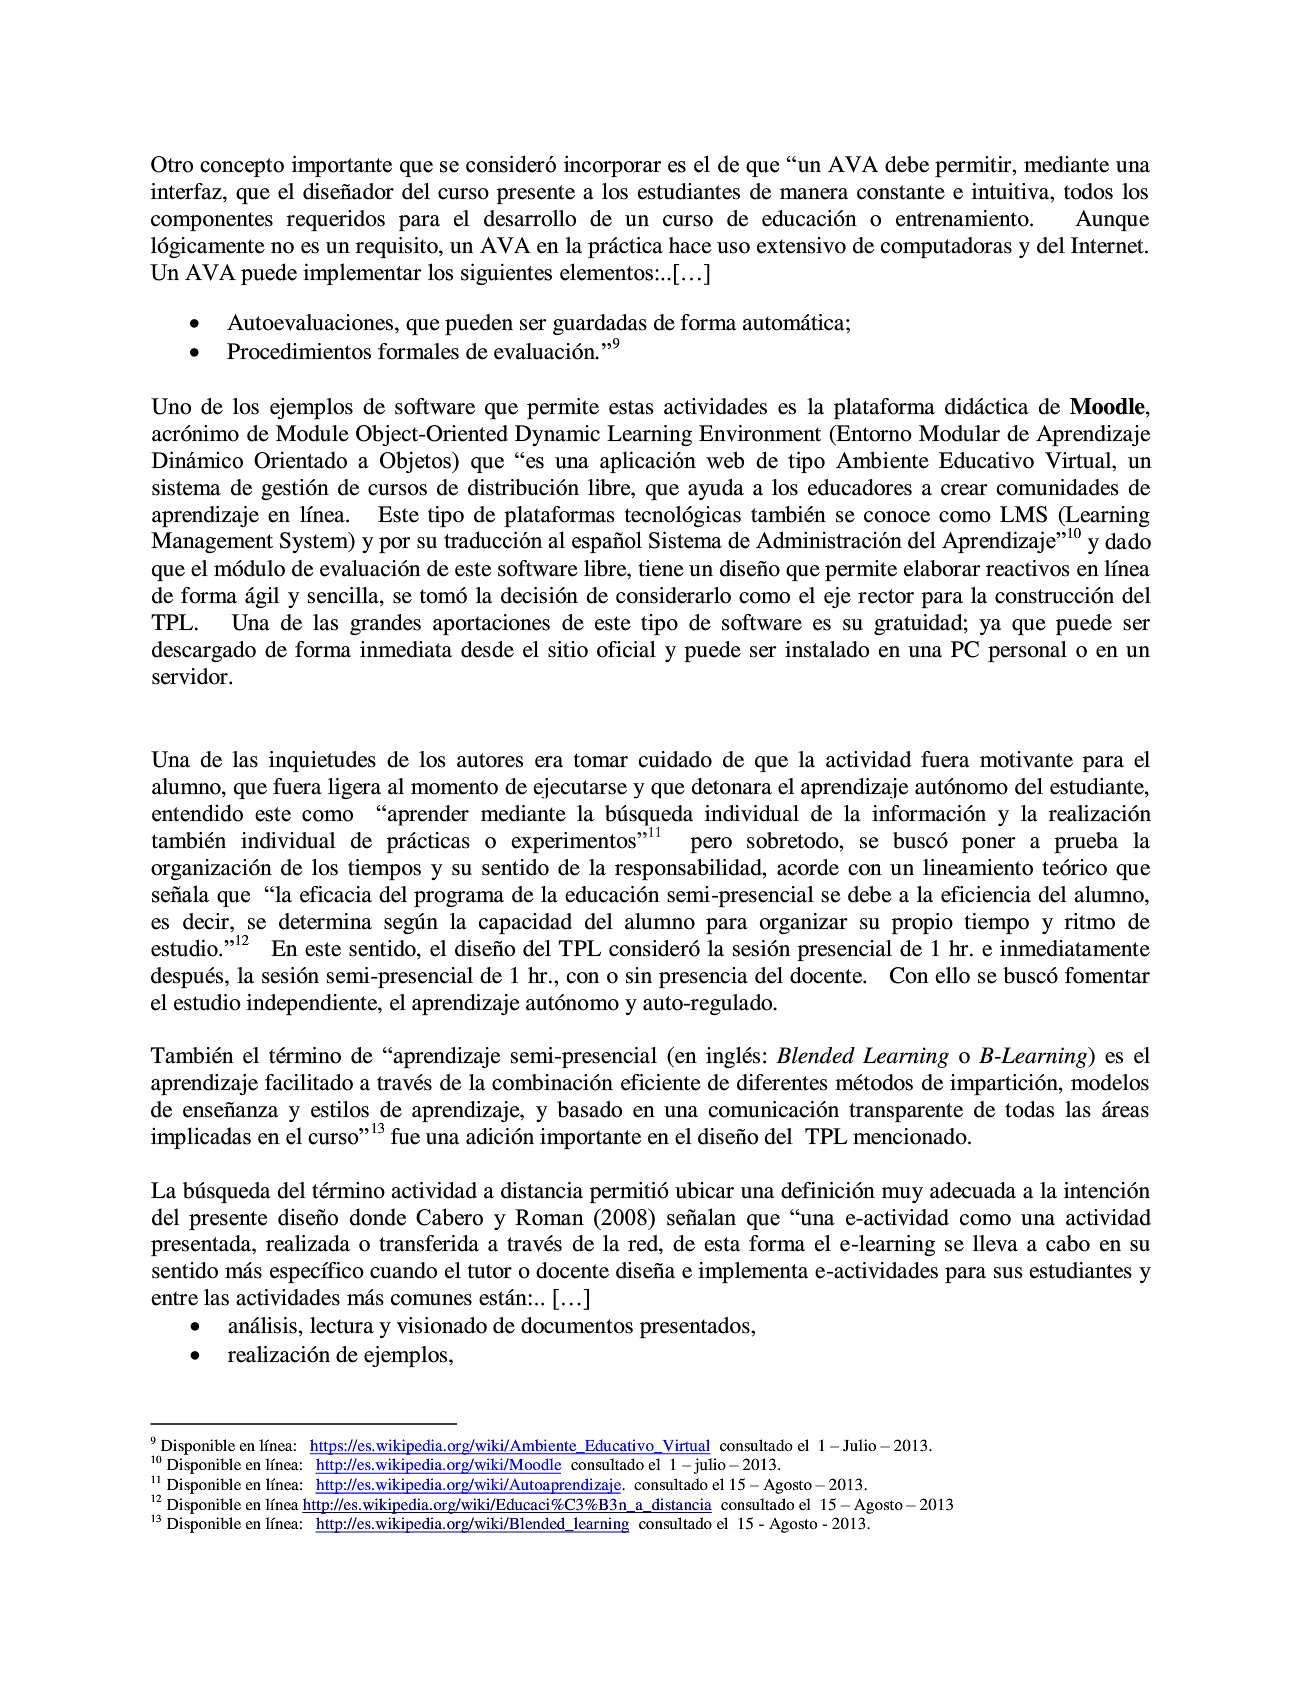 Otro concepto importante que se consideró incorporar es el de que “un AVA debe permitir, mediante una
interfaz, que el diseñador del curso presente a los estudiantes de manera constante e intuitiva, todos los
componentes requeridos para el desarrollo de un curso de educación o entrenamiento. Aunque
lógicamente no es un requisito, un AVA en la práctica hace uso extensivo de computadoras y del Internet.
Un AVA puede implementar los siguientes elementos:..[…]
• Autoevaluaciones, que pueden ser guardadas de forma automática;
• Procedimientos formales de evaluación.”9
Uno de los ejemplos de software que permite estas actividades es la plataforma didáctica de Moodle,
acrónimo de Module Object-Oriented Dynamic Learning Environment (Entorno Modular de Aprendizaje
Dinámico Orientado a Objetos) que “es una aplicación web de tipo Ambiente Educativo Virtual, un
sistema de gestión de cursos de distribución libre, que ayuda a los educadores a crear comunidades de
aprendizaje en línea. Este tipo de plataformas tecnológicas también se conoce como LMS (Learning
Management System) y por su traducción al español Sistema de Administración del Aprendizaje”10 y dado
que el módulo de evaluación de este software libre, tiene un diseño que permite elaborar reactivos en línea
de forma ágil y sencilla, se tomó la decisión de considerarlo como el eje rector para la construcción del
TPL. Una de las grandes aportaciones de este tipo de software es su gratuidad; ya que puede ser
descargado de forma inmediata desde el sitio oficial y puede ser instalado en una PC personal o en un
servidor.
Una de las inquietudes de los autores era tomar cuidado de que la actividad fuera motivante para el
alumno, que fuera ligera al momento de ejecutarse y que detonara el aprendizaje autónomo del estudiante,
entendido este como “aprender mediante la búsqueda individual de la información y la realización
también individual de prácticas o experimentos”11 pero sobretodo, se buscó poner a prueba la
organización de los tiempos y su sentido de la responsabilidad, acorde con un lineamiento teórico que
señala que “la eficacia del programa de la educación semi-presencial se debe a la eficiencia del alumno,
es decir, se determina según la capacidad del alumno para organizar su propio tiempo y ritmo de
estudio.”12 En este sentido, el diseño del TPL consideró la sesión presencial de 1 hr. e inmediatamente
después, la sesión semi-presencial de 1 hr., con o sin presencia del docente. Con ello se buscó fomentar
el estudio independiente, el aprendizaje autónomo y auto-regulado.
También el término de “aprendizaje semi-presencial (en inglés: Blended Learning o B-Learning) es el
aprendizaje facilitado a través de la combinación eficiente de diferentes métodos de impartición, modelos
de enseñanza y estilos de aprendizaje, y basado en una comunicación transparente de todas las áreas
implicadas en el curso”13 fue una adición importante en el diseño del TPL mencionado.
La búsqueda del término actividad a distancia permitió ubicar una definición muy adecuada a la intención
del presente diseño donde Cabero y Roman (2008) señalan que “una e-actividad como una actividad
presentada, realizada o transferida a través de la red, de esta forma el e-learning se lleva a cabo en su
sentido más específico cuando el tutor o docente diseña e implementa e-actividades para sus estudiantes y
entre las actividades más comunes están:.. […]
• análisis, lectura y visionado de documentos presentados,
• realización de ejemplos,
9 Disponible en línea: https://es.wikipedia.org/wiki/Ambiente_Educativo_Virtual consultado el 1 – Julio – 2013.
10 Disponible en línea: http://es.wikipedia.org/wiki/Moodle consultado el 1 – julio – 2013.
11 Disponible en línea: http://es.wikipedia.org/wiki/Autoaprendizaje. consultado el 15 – Agosto – 2013.
12 Disponible en línea http://es.wikipedia.org/wiki/Educaci%C3%B3n_a_distancia consultado el 15 – Agosto – 2013
13 Disponible en línea: http://es.wikipedia.org/wiki/Blended_learning consultado el 15 - Agosto - 2013.